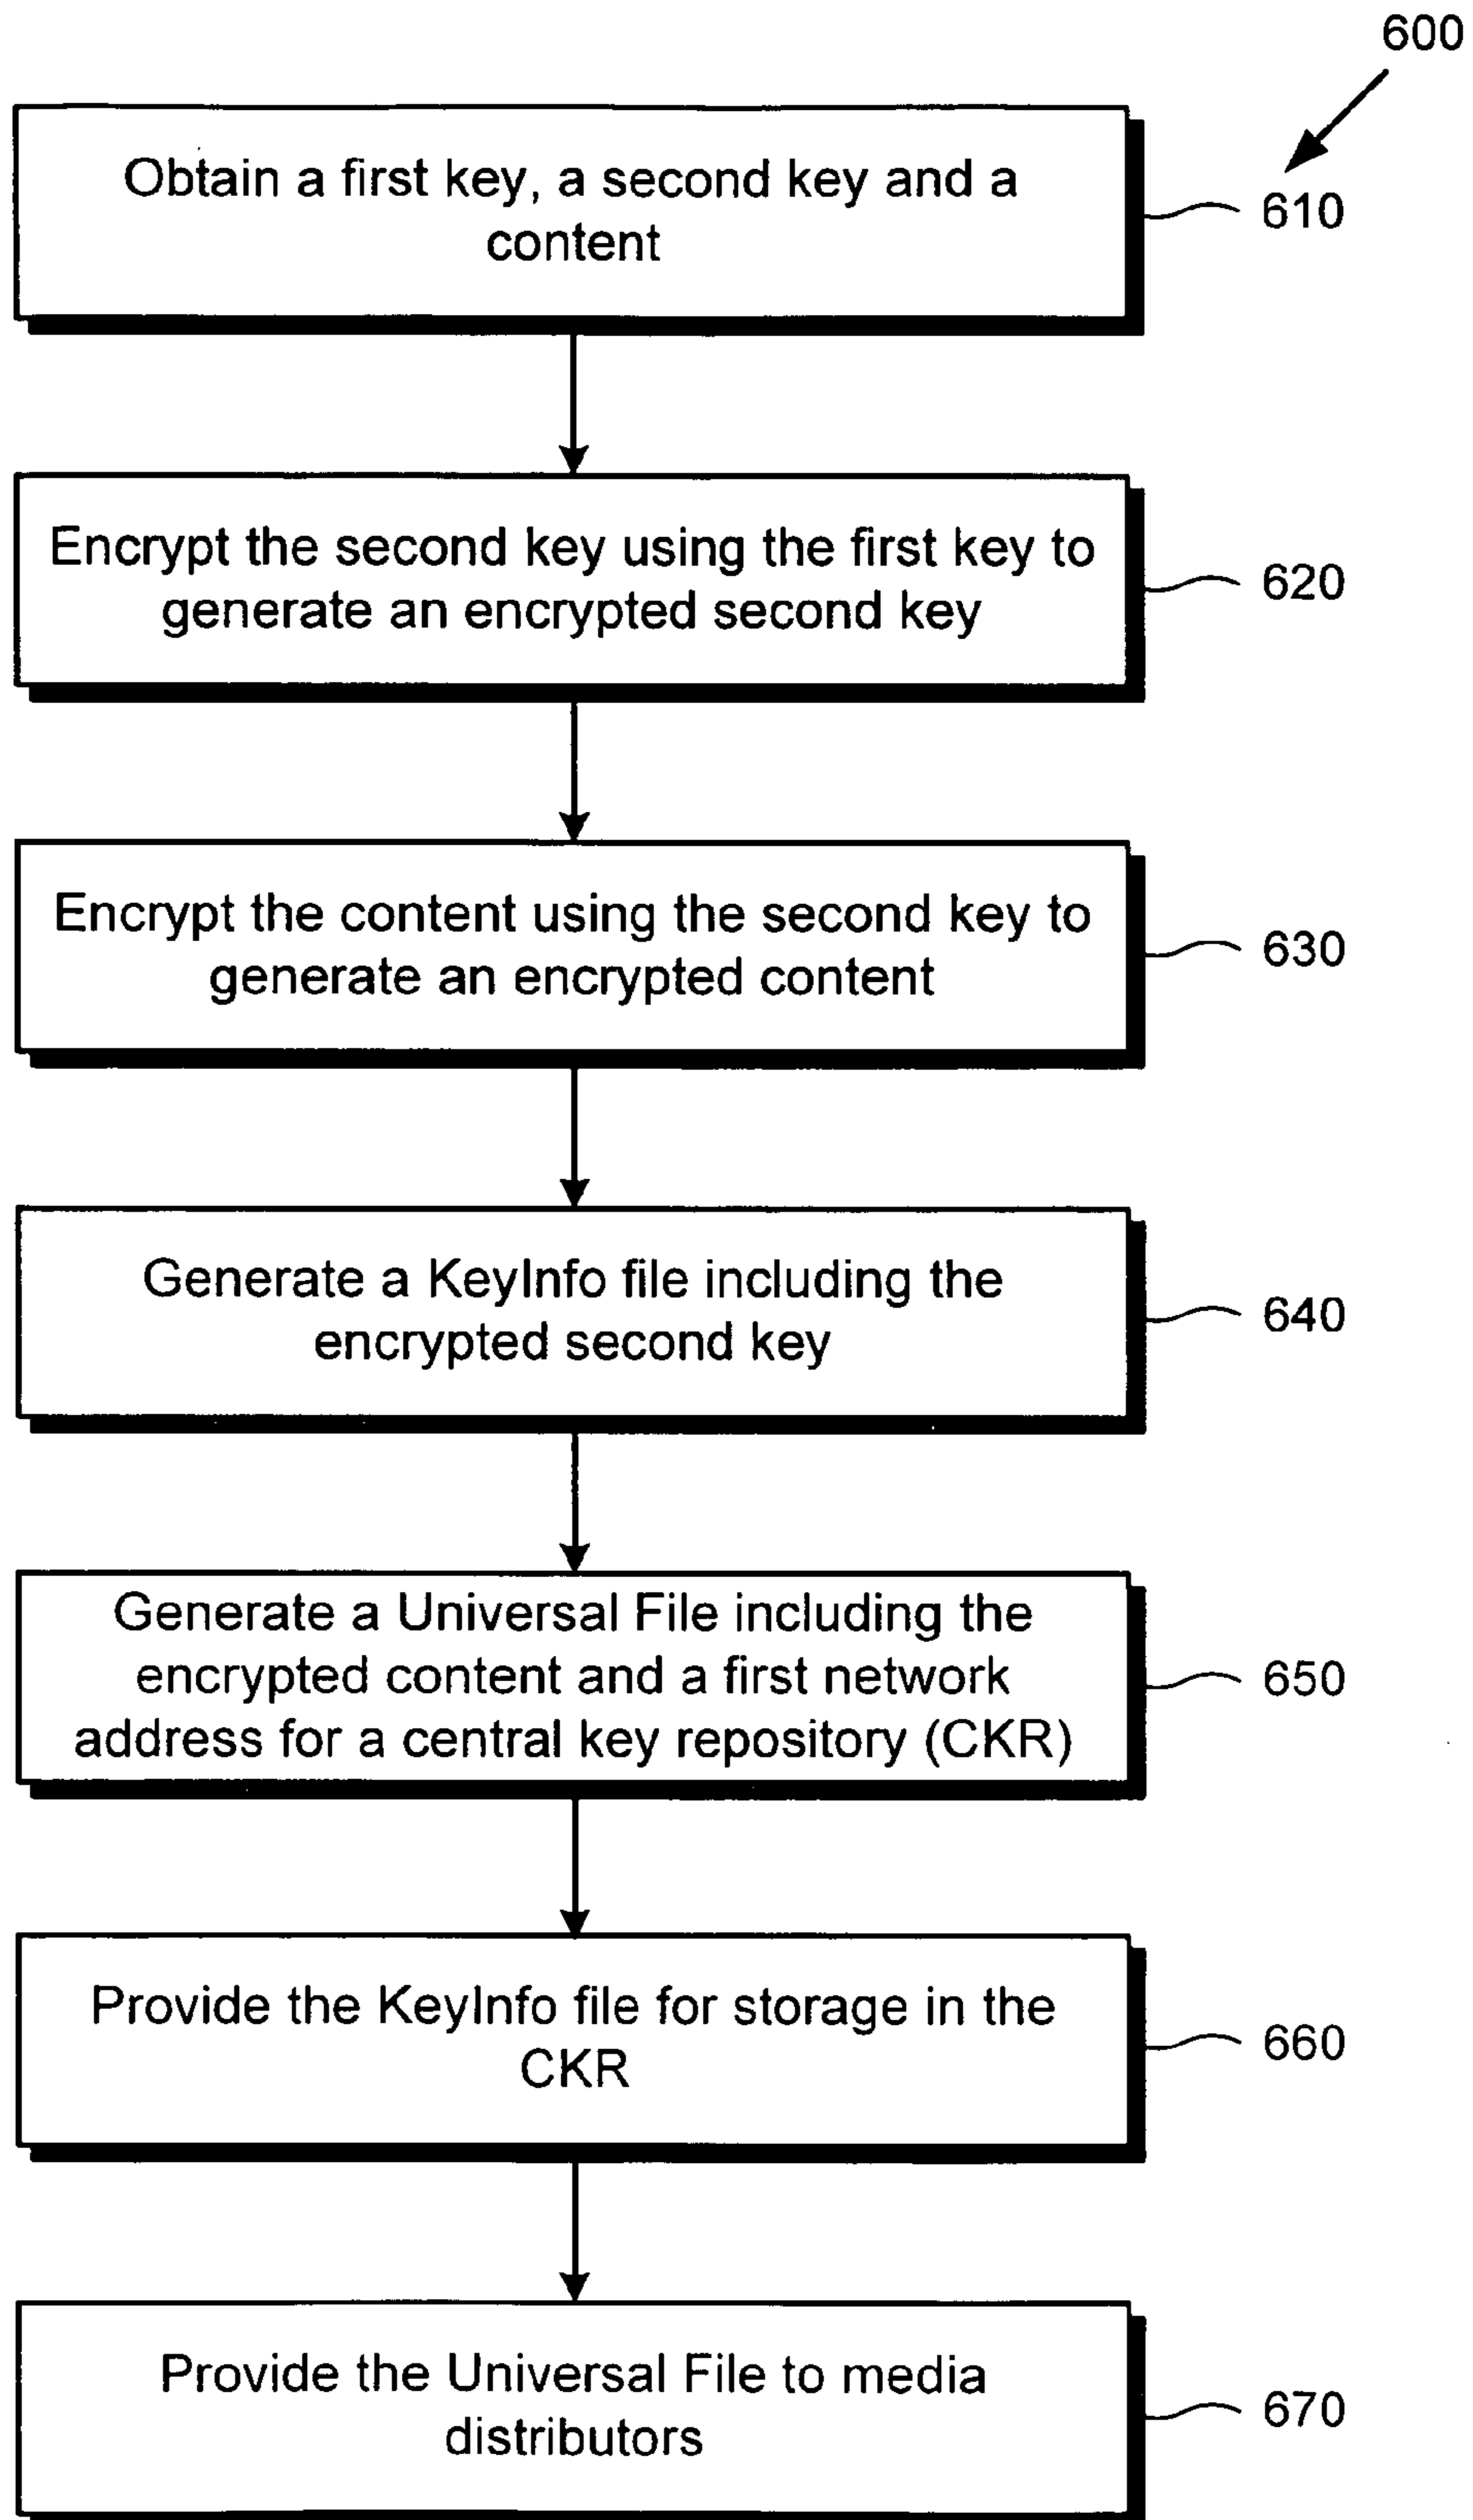 600
Obtain a first key, a second key and a
content
610
Encrypt the second key using the first key to
generate an encrypted second key
620
Encrypt the content using the second key to
generate an encrypted content
630
Generate a KeyInfo file including the
encrypted second key
640
Generate a Universal File including the
encrypted content and a first network
address for a central key repository (CKR)
650
Provide the KeyInfo file for storage in the
CKR
660
Provide the Universal File to media
distributors
670